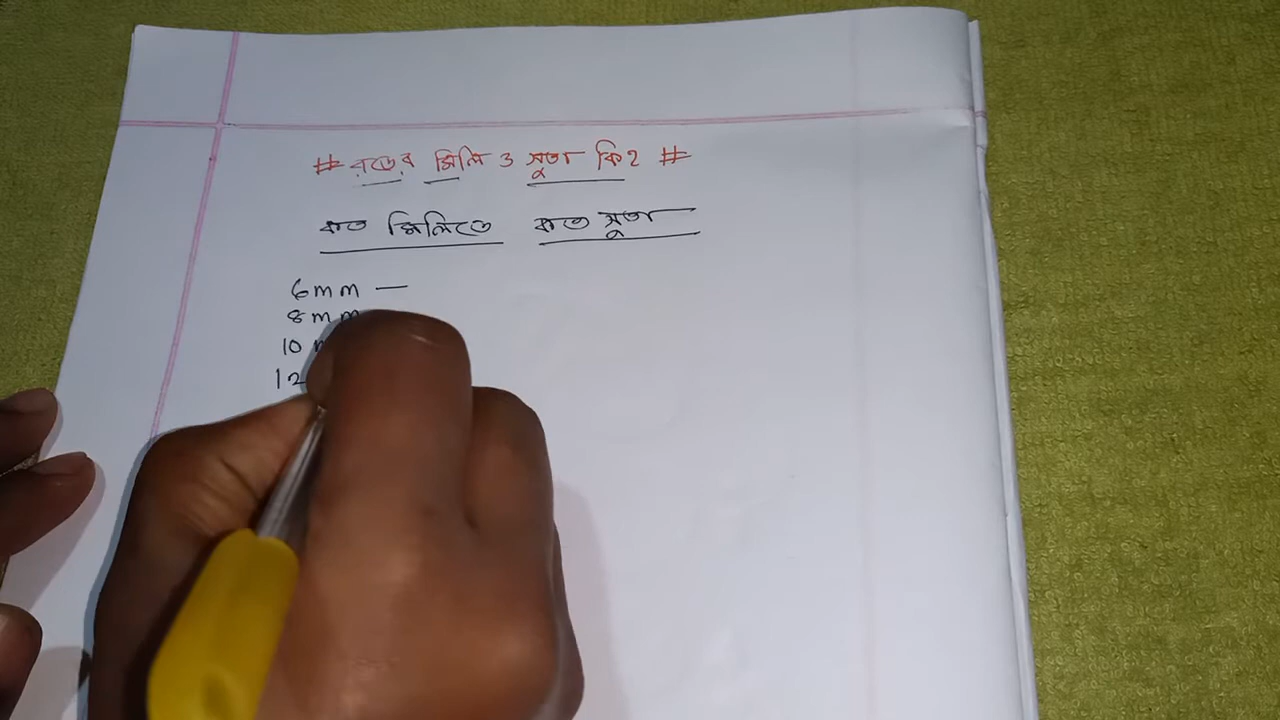 # রডের মিলি ও সুতা কি? #
কত মিলিতে কত সুতা
6mm —
8mm
10
12